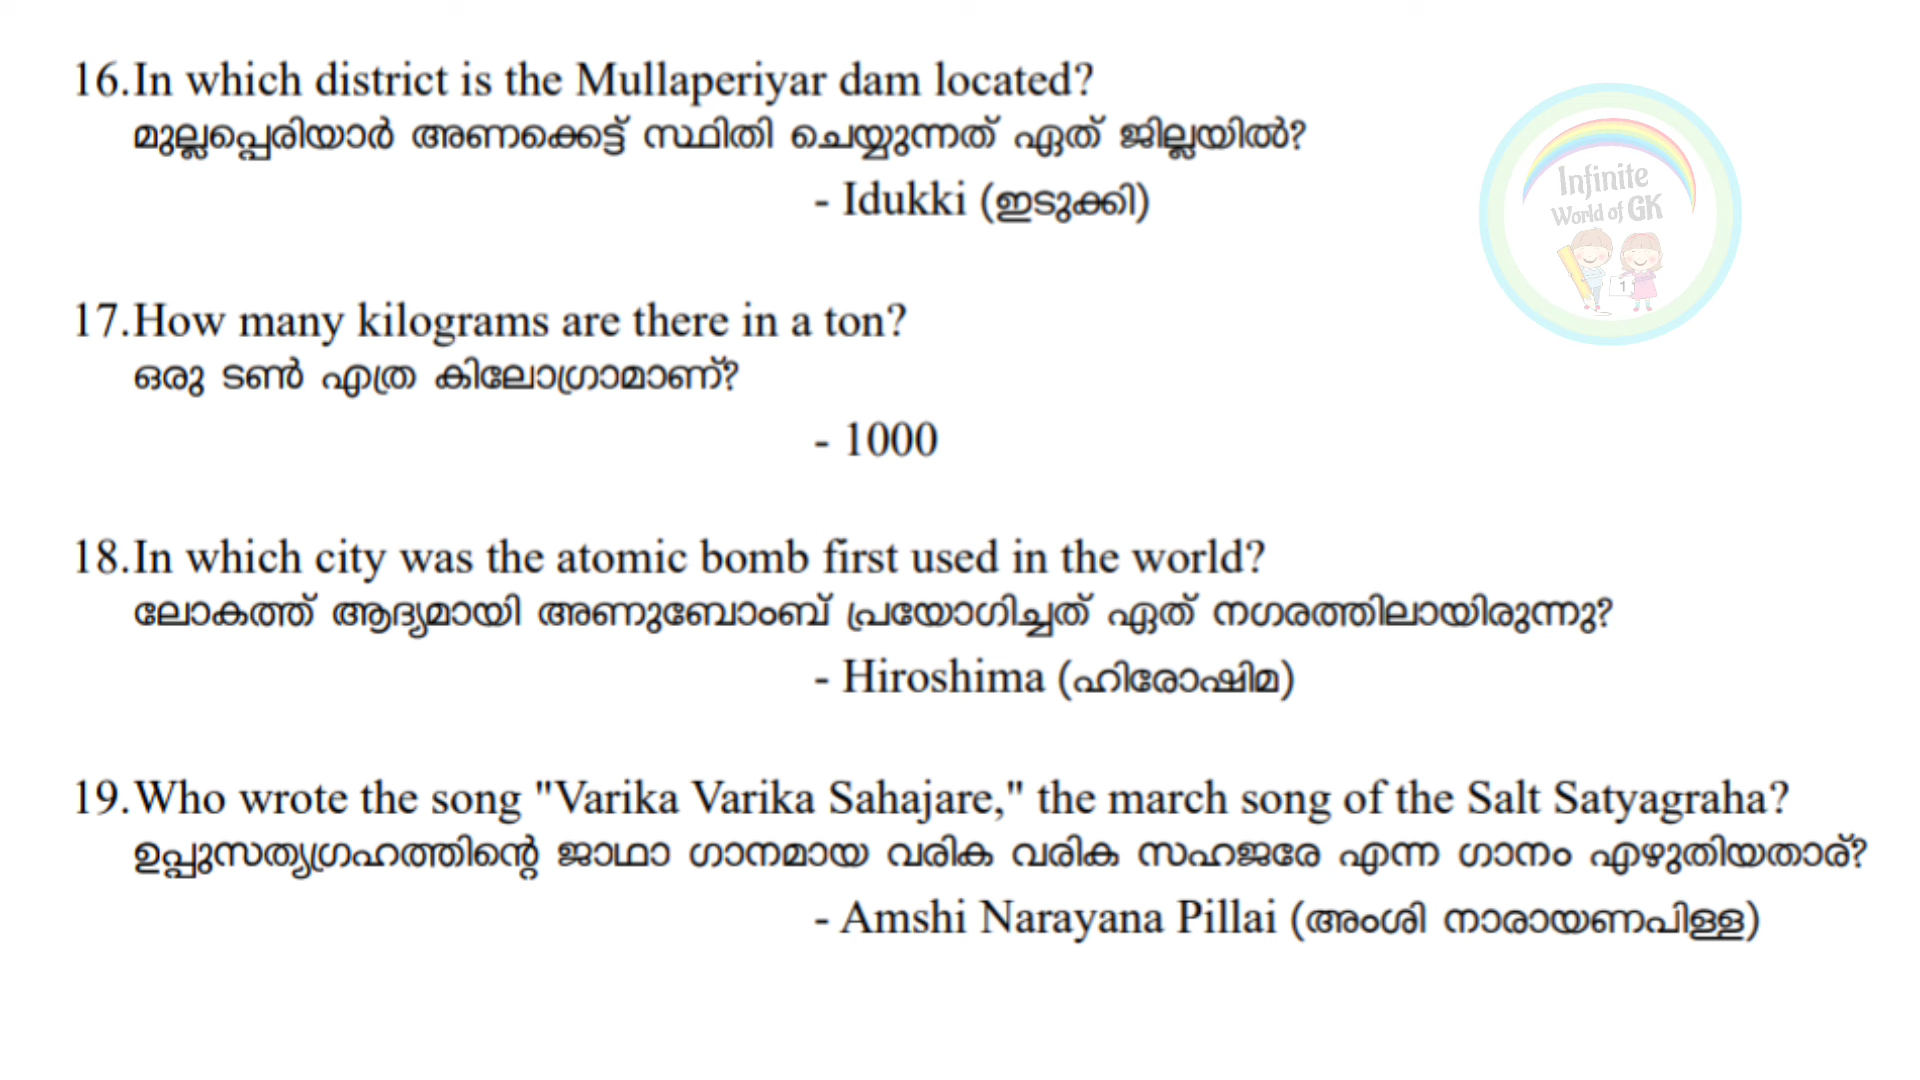 16.In which district is the Mullaperiyar dam located?
മുല്ലപ്പെരിയാർ അണക്കെട്ട് സ്ഥിതി ചെയ്യുന്നത് ഏത് ജില്ലയിൽ?
- Idukki (ഇടുക്കി)
Infinite
World of GK
1
17.How many kilograms are there in a ton?
ഒരു ടൺ എത്ര കിലോഗ്രാമാണ്?
- 1000
18.In which city was the atomic bomb first used in the world?
ലോകത്ത് ആദ്യമായി അണുബോംബ് പ്രയോഗിച്ചത് ഏത് നഗരത്തിലായിരുന്നു?
- Hiroshima (ഹിരോഷിമ)
19.Who wrote the song "Varika Varika Sahajare," the march song of the Salt Satyagraha?
ഉപ്പുസത്യഗ്രഹത്തിന്റെ ജാഥാ ഗാനമായ വരിക വരിക സഹജരേ എന്ന ഗാനം എഴുതിയതാര്?
- Amshi Narayana Pillai (അംശി നാരായണപിള്ള)